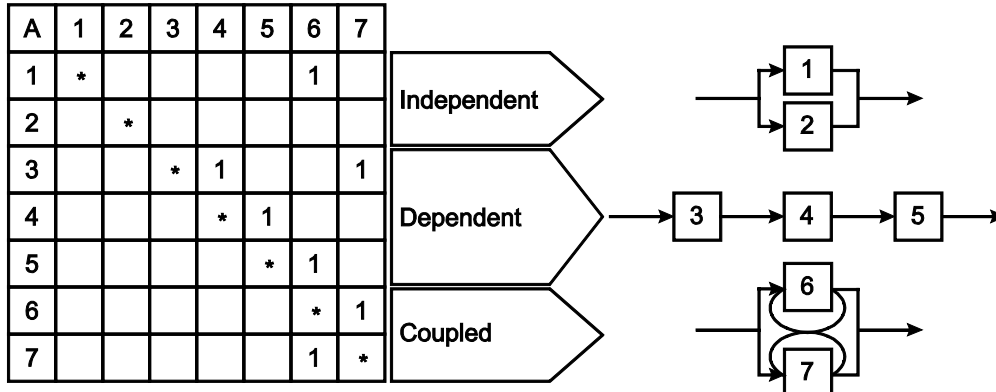 A 1 2 3 4 5 6 7
1 * 1
2 *
3 * 1 1
4 * 1
5 * 1
6 * 1
7 1 *
Independent
1
2
Dependent
3 4 5
Coupled
6
7